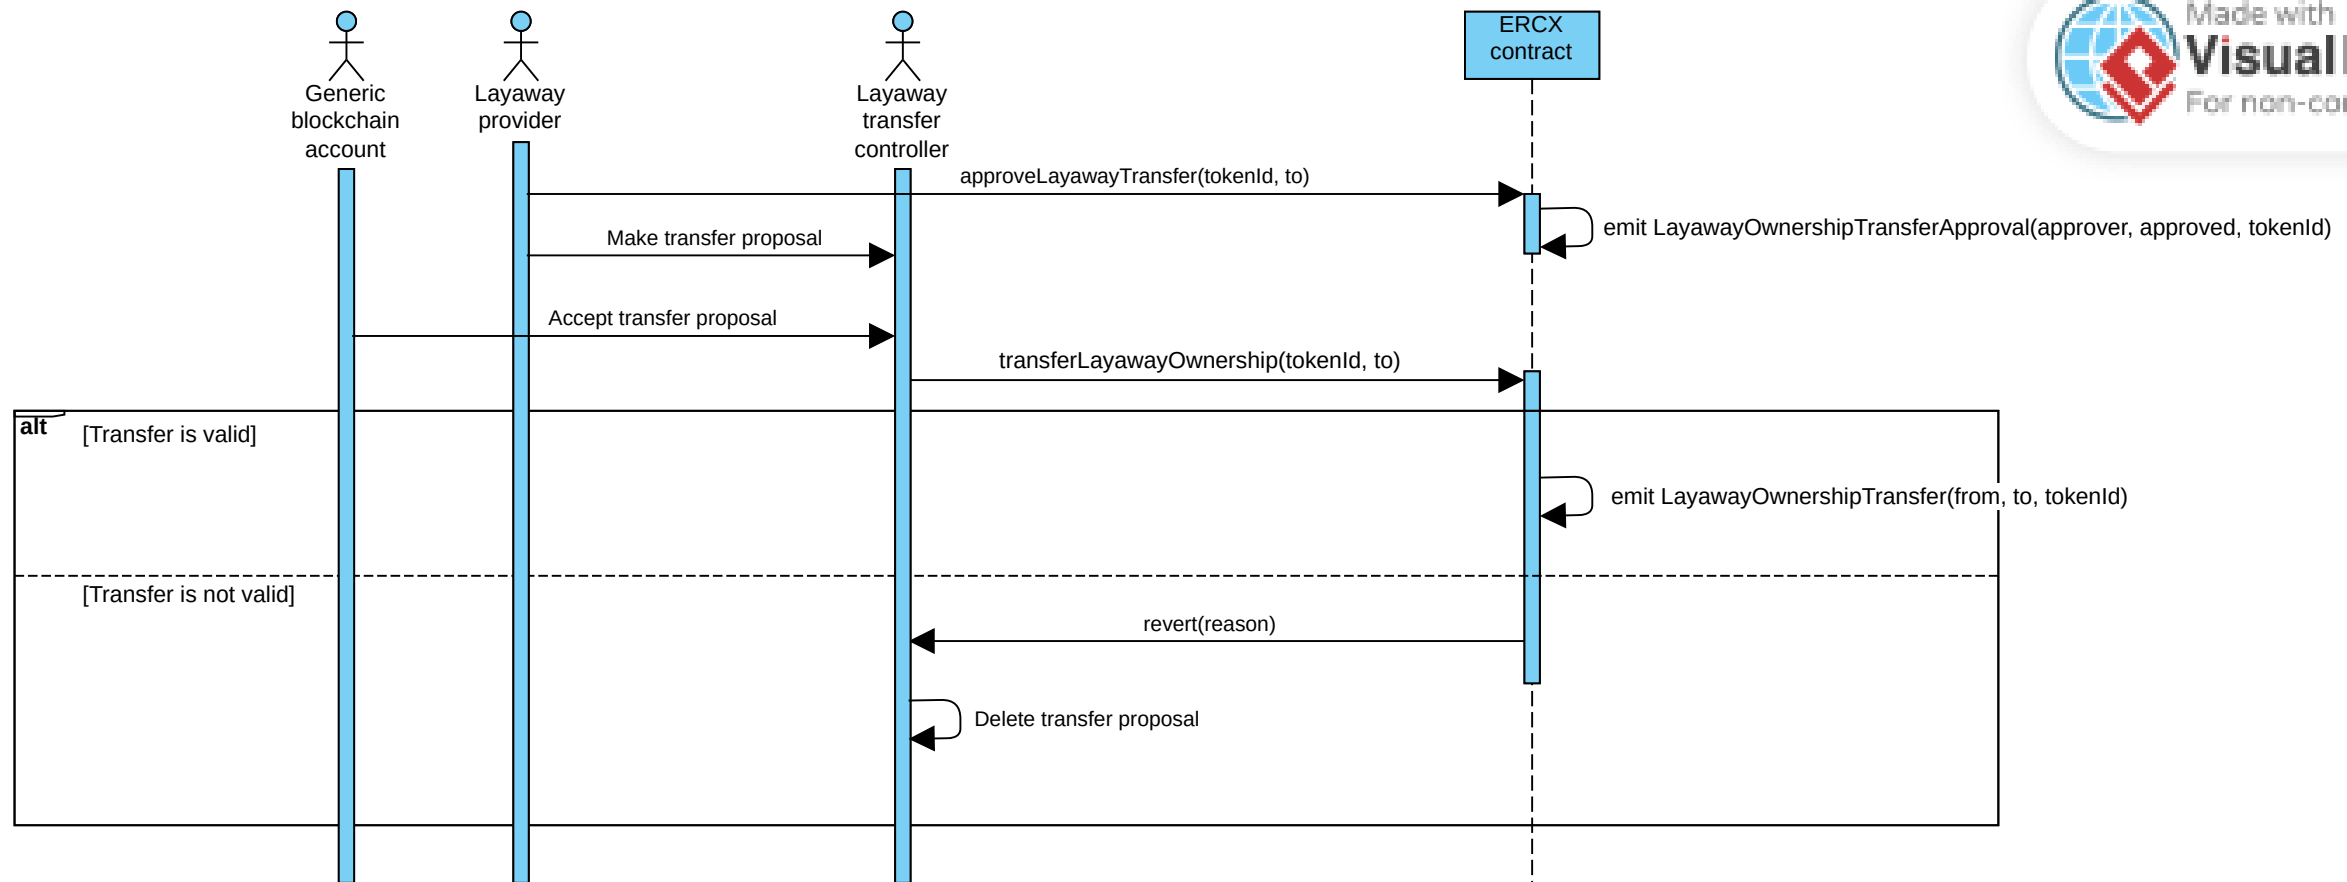 Generic
blockchain
account
Layaway
provider
Layaway
transfer
controller
ERCX
contract
Made with
Visual
For non-
approveLayawayTransfer(tokenId, to)
emit LayawayOwnershipTransferApproval(approver, approved, tokenId)
Make transfer proposal
Accept transfer proposal
transferLayawayOwnership(tokenId, to)
alt
[Transfer is valid]
emit LayawayOwnershipTransfer(from, to, tokenId)
[Transfer is not valid]
revert(reason)
Delete transfer proposal